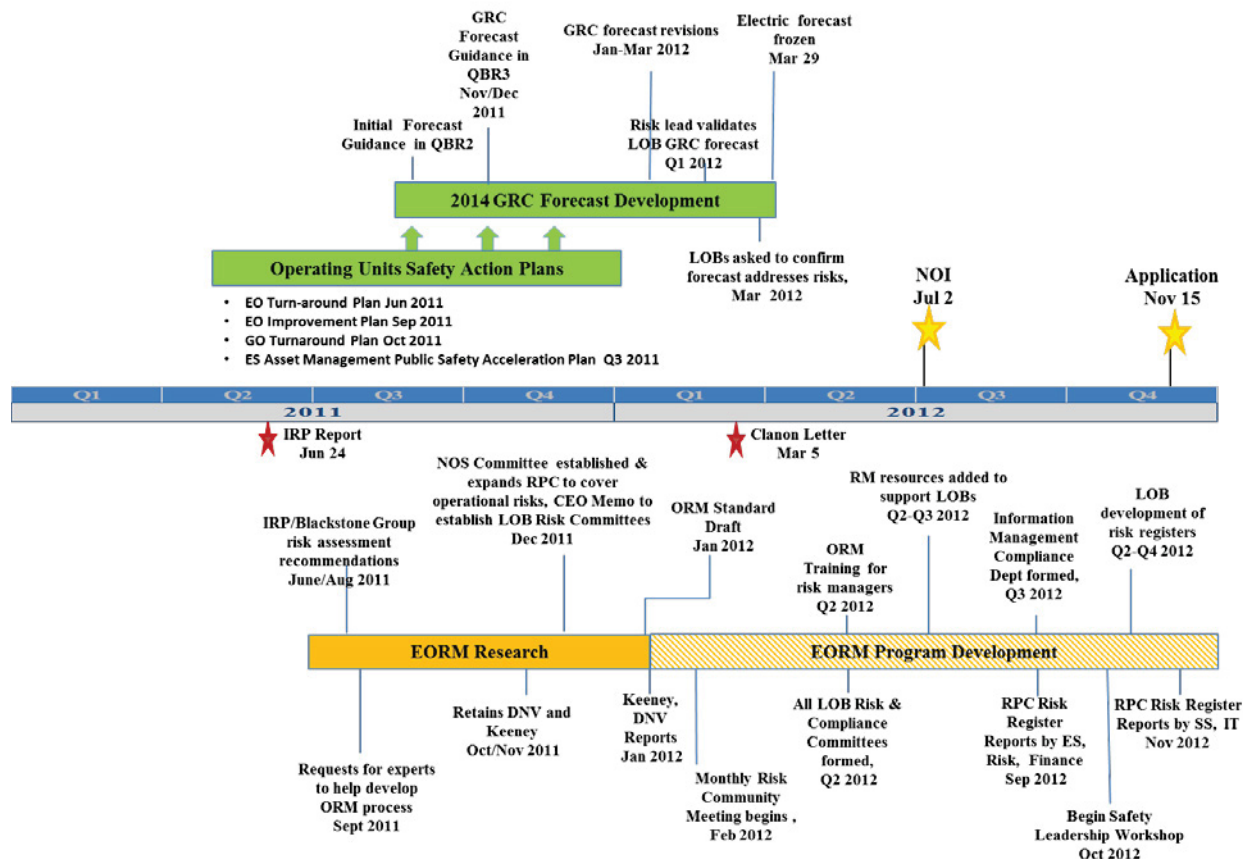 GRC
Forecast
Guidance in
QBR3
Nov/Dec
2011
GRC forecast revisions
Jan-Mar 2012
Electric forecast
frozen
Mar 29
Initial Forecast
Guidance in QBR2
Risk lead validates
LOB GRC forecast
Q1 2012
2014 GRC Forecast Development
Operating Units Safety Action Plans
• EO Turn-around Plan Jun 2011
• EO Improvement Plan Sep 2011
• GO Turnaround Plan Oct 2011
• ES Asset Management Public Safety Acceleration Plan Q3 2011
LOBs asked to confirm
forecast addresses risks,
Mar 2012
NOI
Jul 2
Application
Nov 15
Q1 Q2 Q3 Q4 Q1 Q2 Q3 Q4
2011 2012
IRP Report
Jun 24
Clanon Letter
Mar 5
IRP/Blackstone Group
risk assessment
recommendations
June/Aug 2011
NOS Committee established &
expands RPC to cover
operational risks, CEO Memo to
establish LOB Risk Committees
Dec 2011
ORM Standard
Draft
Jan 2012
ORM
Training for
risk managers
Q2 2012
RM resources added to
support LOBs
Q2-Q3 2012
Information
Management
Compliance
Dept formed,
Q3 2012
LOB
development of
risk registers
Q2-Q4 2012
EORM Research
EORM Program Development
Requests for experts
to help develop
ORM process
Sept 2011
Retains DNV and
Keeney
Oct/Nov 2011
Keeney,
DNV
Reports
Jan 2012
Monthly Risk
Community
Meeting begins ,
Feb 2012
All LOB Risk &
Compliance
Committees
formed,
Q2 2012
RPC Risk
Register
Reports by ES,
Risk, Finance
Sep 2012
Begin Safety
Leadership Workshop
Oct 2012
RPC Risk Register
Reports by SS, IT
Nov 2012